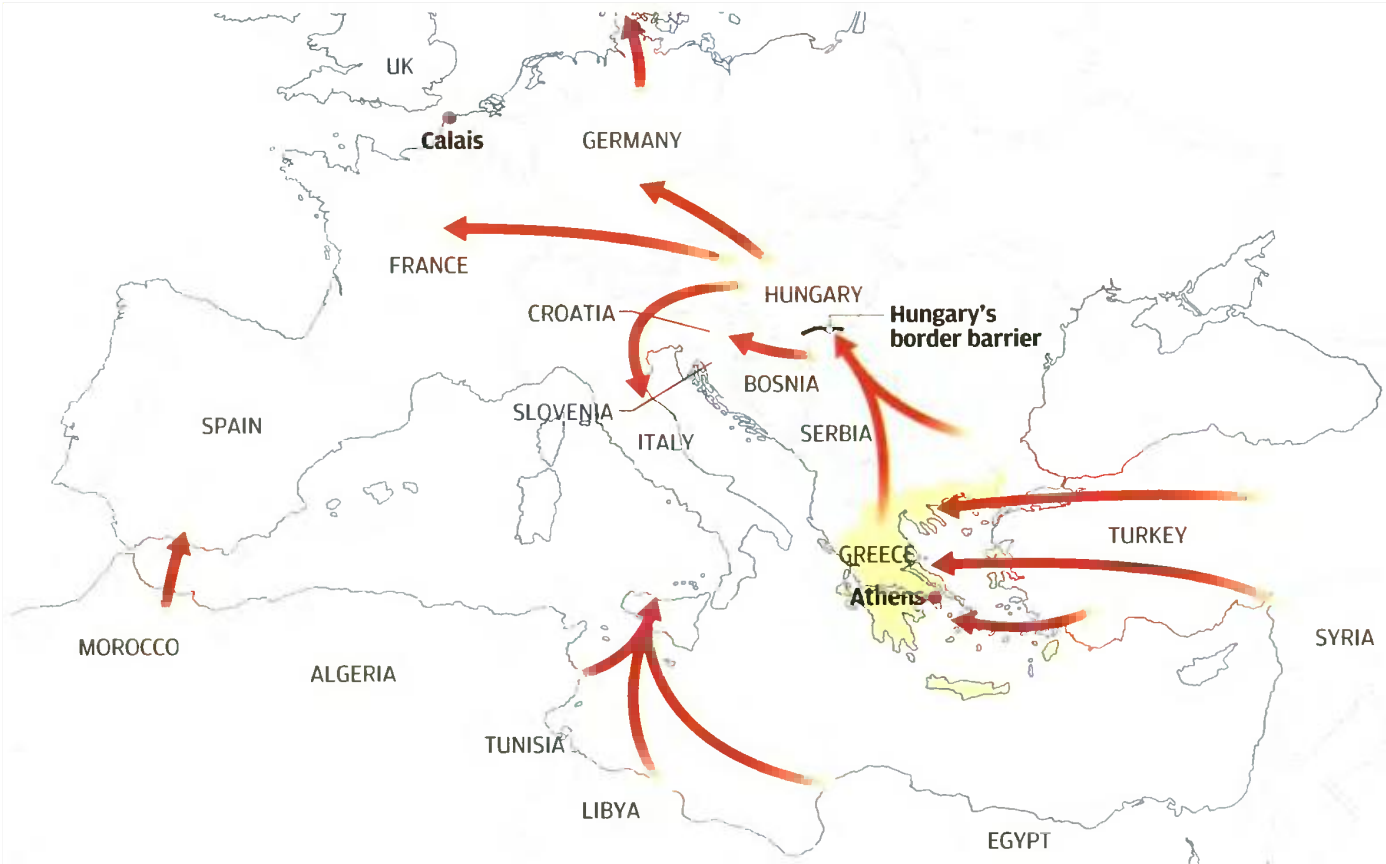 UK
Calais
GERMANY
FRANCE
HUNGARY
CROATIA
Hungary's
border barrier
BOSNIA
SLOVENIA
SPAIN
ITALY
SERBIA
TURKEY
GREECE
Athens
SYRIA
MOROCCO
ALGERIA
TUNISIA
LIBYA
EGYPT